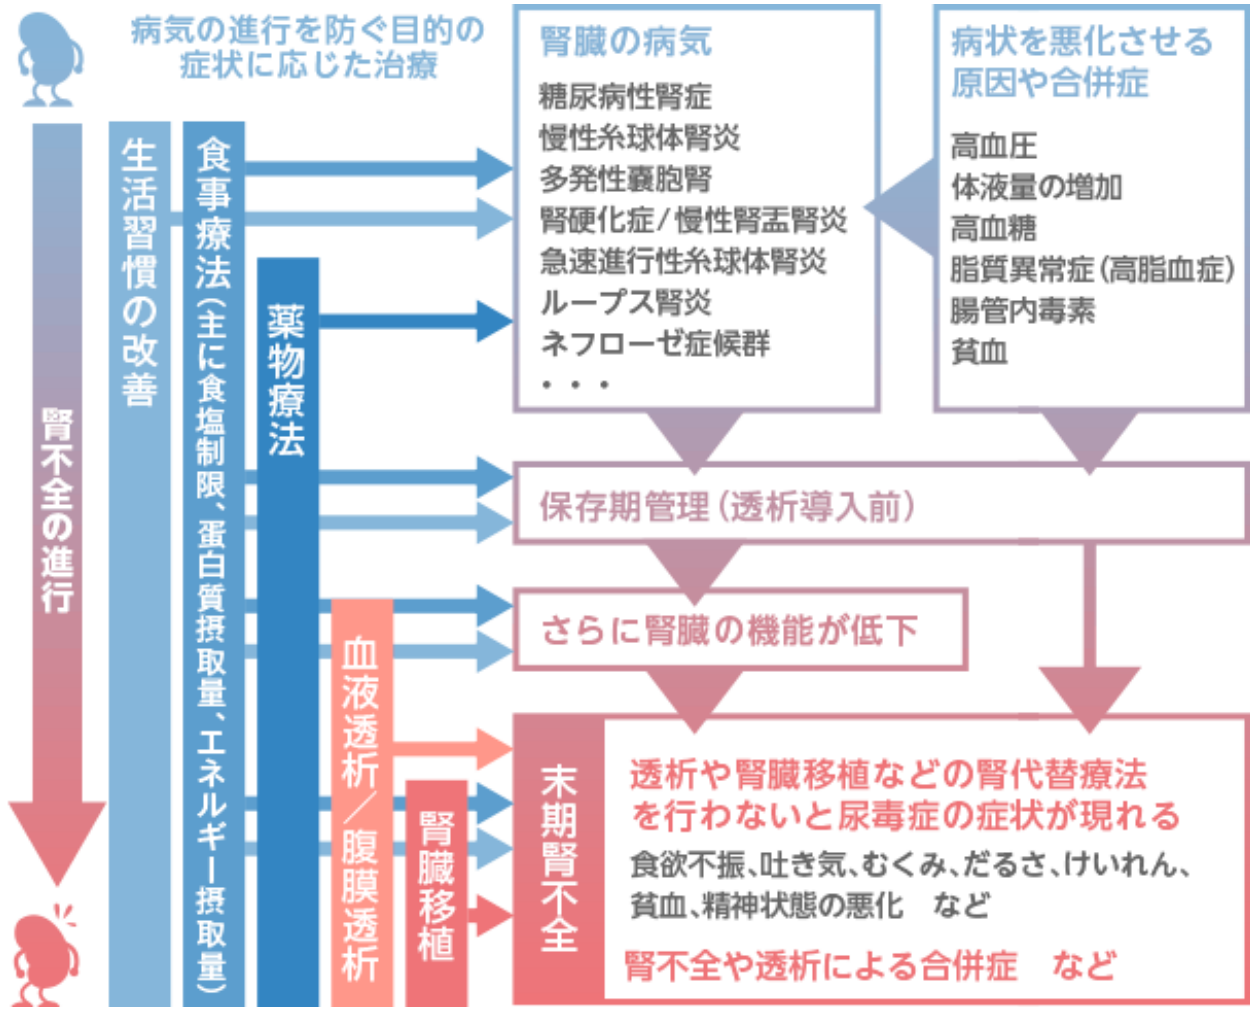 病気の進行を防ぐ目的の
症状に応じた治療
腎不全の進行
生活習慣の改善
食事療法(主に食塩制限、蛋白質摂取量、エネルギー摂取量)
薬物療法
血液透析/腹膜透析
腎臓移植
腎臓の病気
糖尿病性腎症
慢性糸球体腎炎
多発性嚢胞腎
腎硬化症/慢性腎盂腎炎
急速進行性糸球体腎炎
ループス腎炎
ネフローゼ症候群
・・・
病状を悪化させる
原因や合併症
高血圧
体液量の増加
高血糖
脂質異常症(高脂血症)
腸管内毒素
貧血
保存期管理(透析導入前)
さらに腎臓の機能が低下
末期腎不全
透析や腎臓移植などの腎代替療法
を行わないと尿毒症の症状が現れる
食欲不振、吐き気、むくみ、だるさ、けいれん、
貧血、精神状態の悪化　など
腎不全や透析による合併症　など